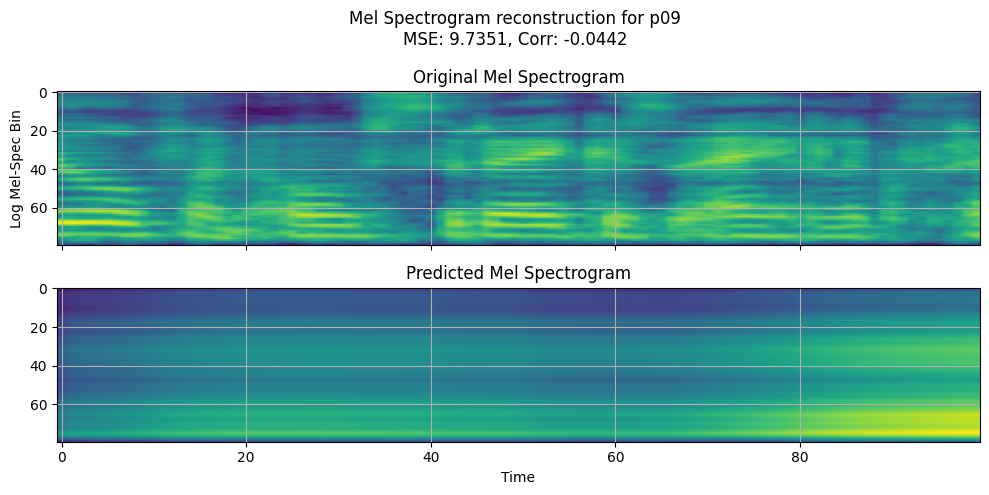 Mel Spectrogram reconstruction for p09
MSE: 9.7351, Corr: -0.0442
Original Mel Spectrogram
Log Mel-Spec Bin
0
20
40
60
Predicted Mel Spectrogram
0
20
40
60
0 20 40 60 80
Time